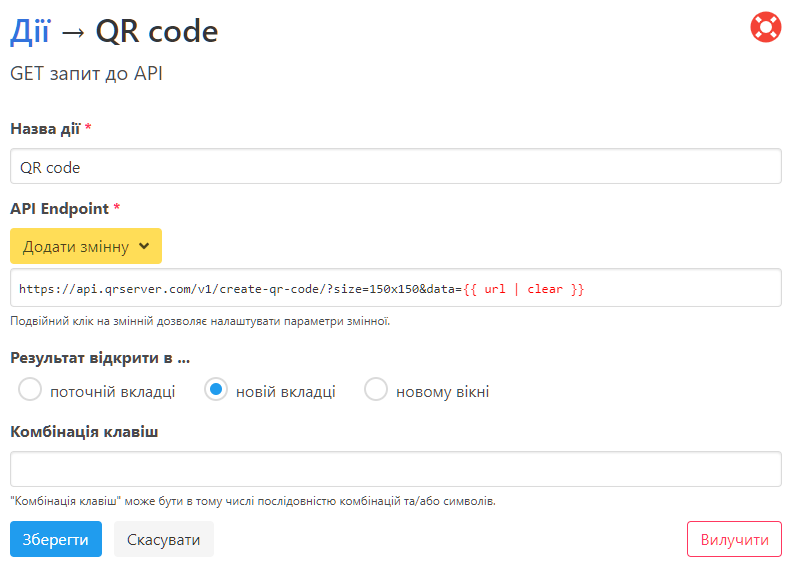 Дії → QR code
GET запит до API
Назва дії *
QR code
API Endpoint *
Додати змінну
https://api.qrserver.com/v1/create-qr-code/?size=150x150&data={{ url | clear }}
Подвійний клік на змінній дозволяє налаштувати параметри змінної.
Результат відкрити в ...
поточній вкладці новій вкладці новому вікні
Комбінація клавіш
"Комбінація клавіш" може бути в тому числі послідовністю комбінацій та/або символів.
Зберегти Скасувати Вилучити